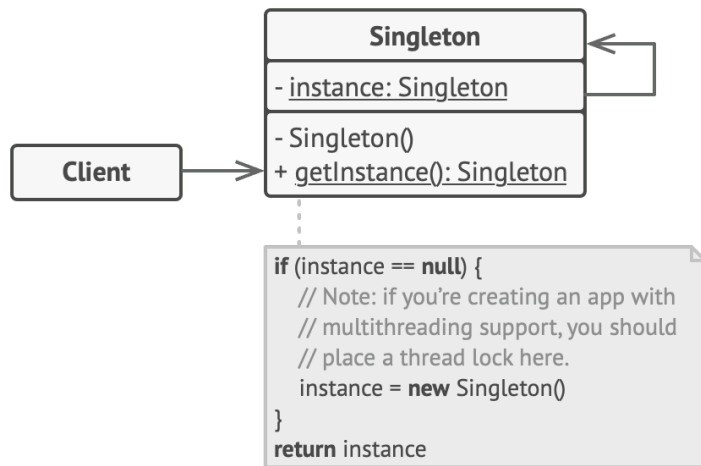 Singleton
- instance: Singleton
- Singleton()
+ getInstance(): Singleton
Client
if (instance == null) {
// Note: if you’re creating an app with
// multithreading support, you should
// place a thread lock here.
instance = new Singleton()
}
return instance